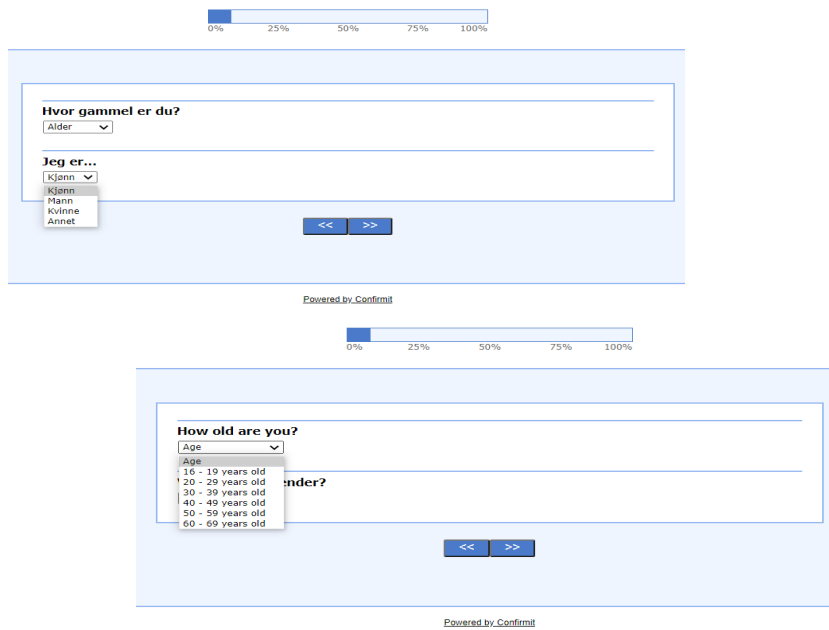 0% 25% 50% 75% 100%
Hvor gammel er du?
Alder
Jeg er...
Kjønn
Kjønn
Mann
Kvinne
Annet
<< >>
Powered by Confirmit
0% 25% 50% 75% 100%
How old are you?
Age
Age
16 - 19 years old
20 - 29 years old
ender?
30 - 39 years old
40 - 49 years old
50 - 59 years old
60 - 69 years old
<< >>
Powered by Confirmit